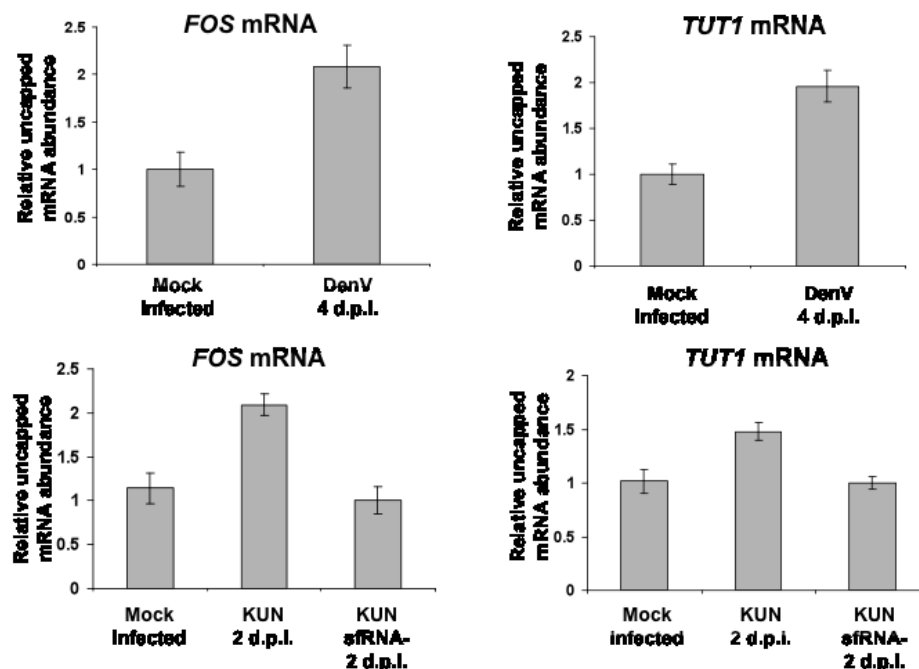 FOS mRNA
Relative uncapped
mRNA abundance
2.5
2
1.5
1
0.5
0
Mock
Infected
DenV
4 d.p.I.
TUT1 mRNA
Relative uncapped
mRNA abundance
2.5
2
1.5
1
0.5
0
Mock
Infected
DenV
4 d.p.I.
FOS mRNA
Relative uncapped
mRNA abundance
2.5
2
1.5
1
0.5
0
Mock
Infected
KUN
2 d.p.I.
KUN
sfRNA-
2 d.p.I.
TUT1 mRNA
Relative uncapped
mRNA abundance
2
1.5
1
0.5
0
Mock
infected
KUN
2 d.p.i.
KUN
sfRNA-
2 d.p.I.